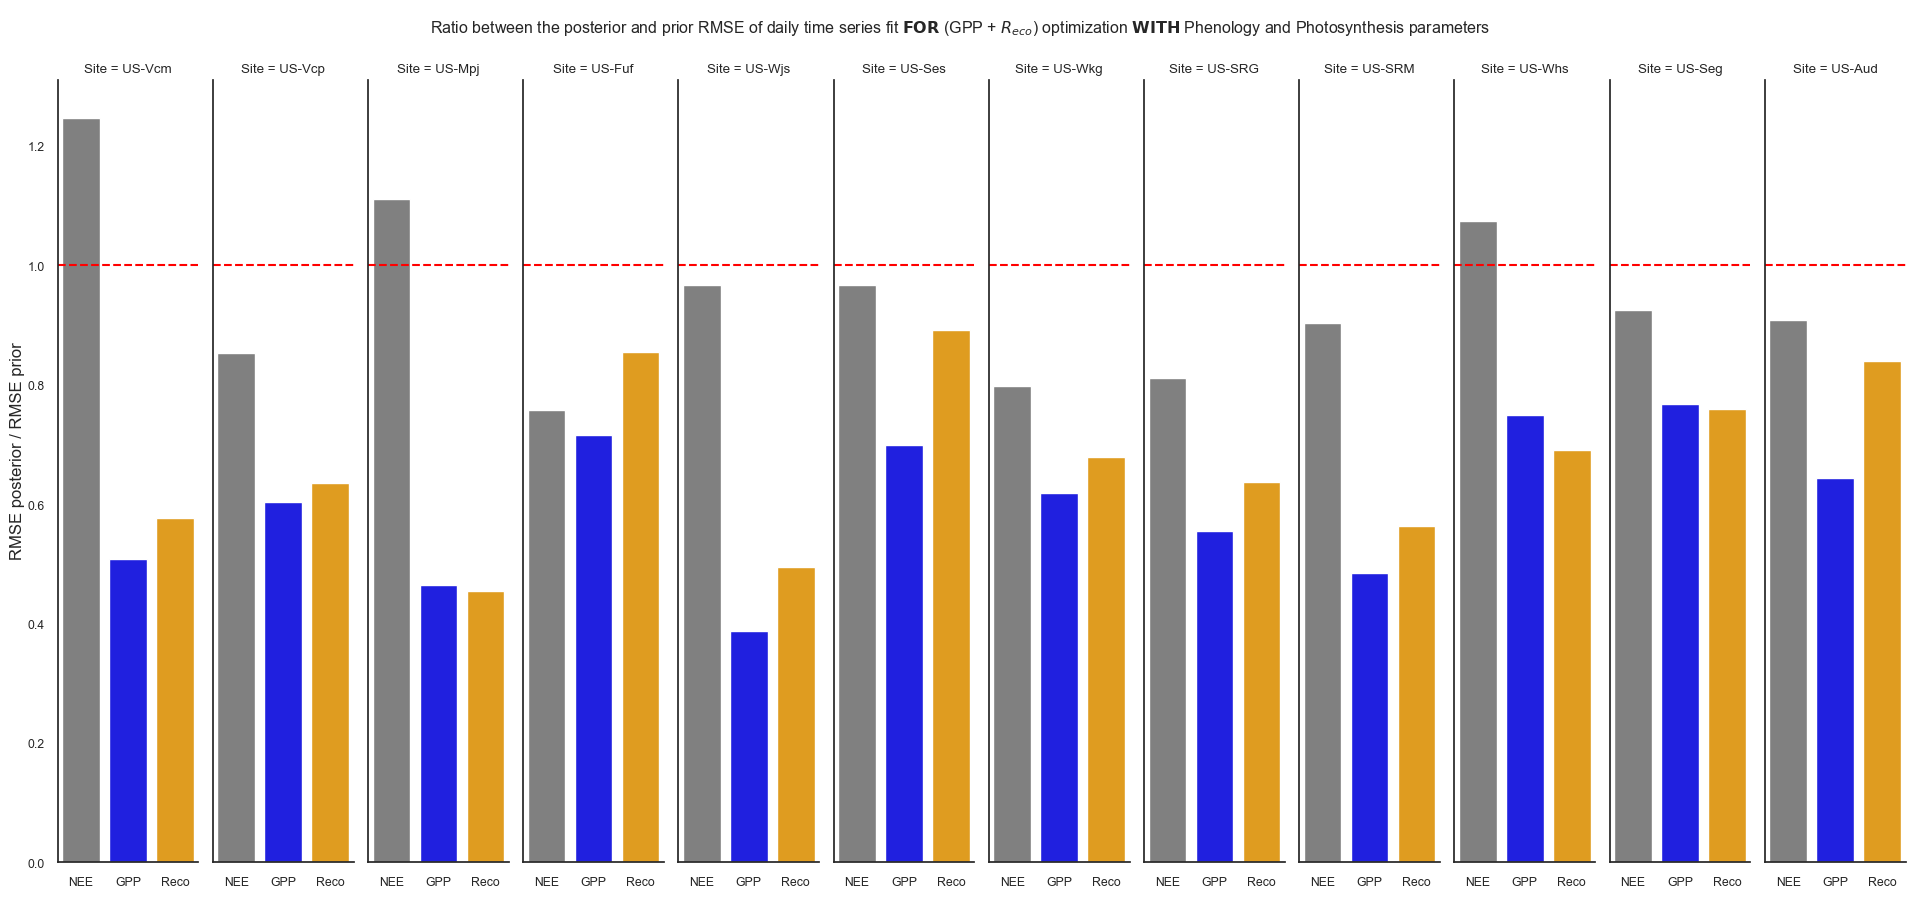 Ratio between the posterior and prior RMSE of daily time series fit FOR (GPP + R_eco) optimization WITH Phenology and Photosynthesis parameters
Site = US-Vcm Site = US-Vcp Site = US-Mpj Site = US-Fuf Site = US-Wjs Site = US-Ses Site = US-Wkg Site = US-SRG Site = US-SRM Site = US-Whs Site = US-Seg Site = US-Aud
RMSE posterior / RMSE prior
1.2
1.0
0.8
0.6
0.4
0.2
0.0
NEE GPP Reco NEE GPP Reco NEE GPP Reco NEE GPP Reco NEE GPP Reco NEE GPP Reco NEE GPP Reco NEE GPP Reco NEE GPP Reco NEE GPP Reco NEE GPP Reco NEE GPP Reco